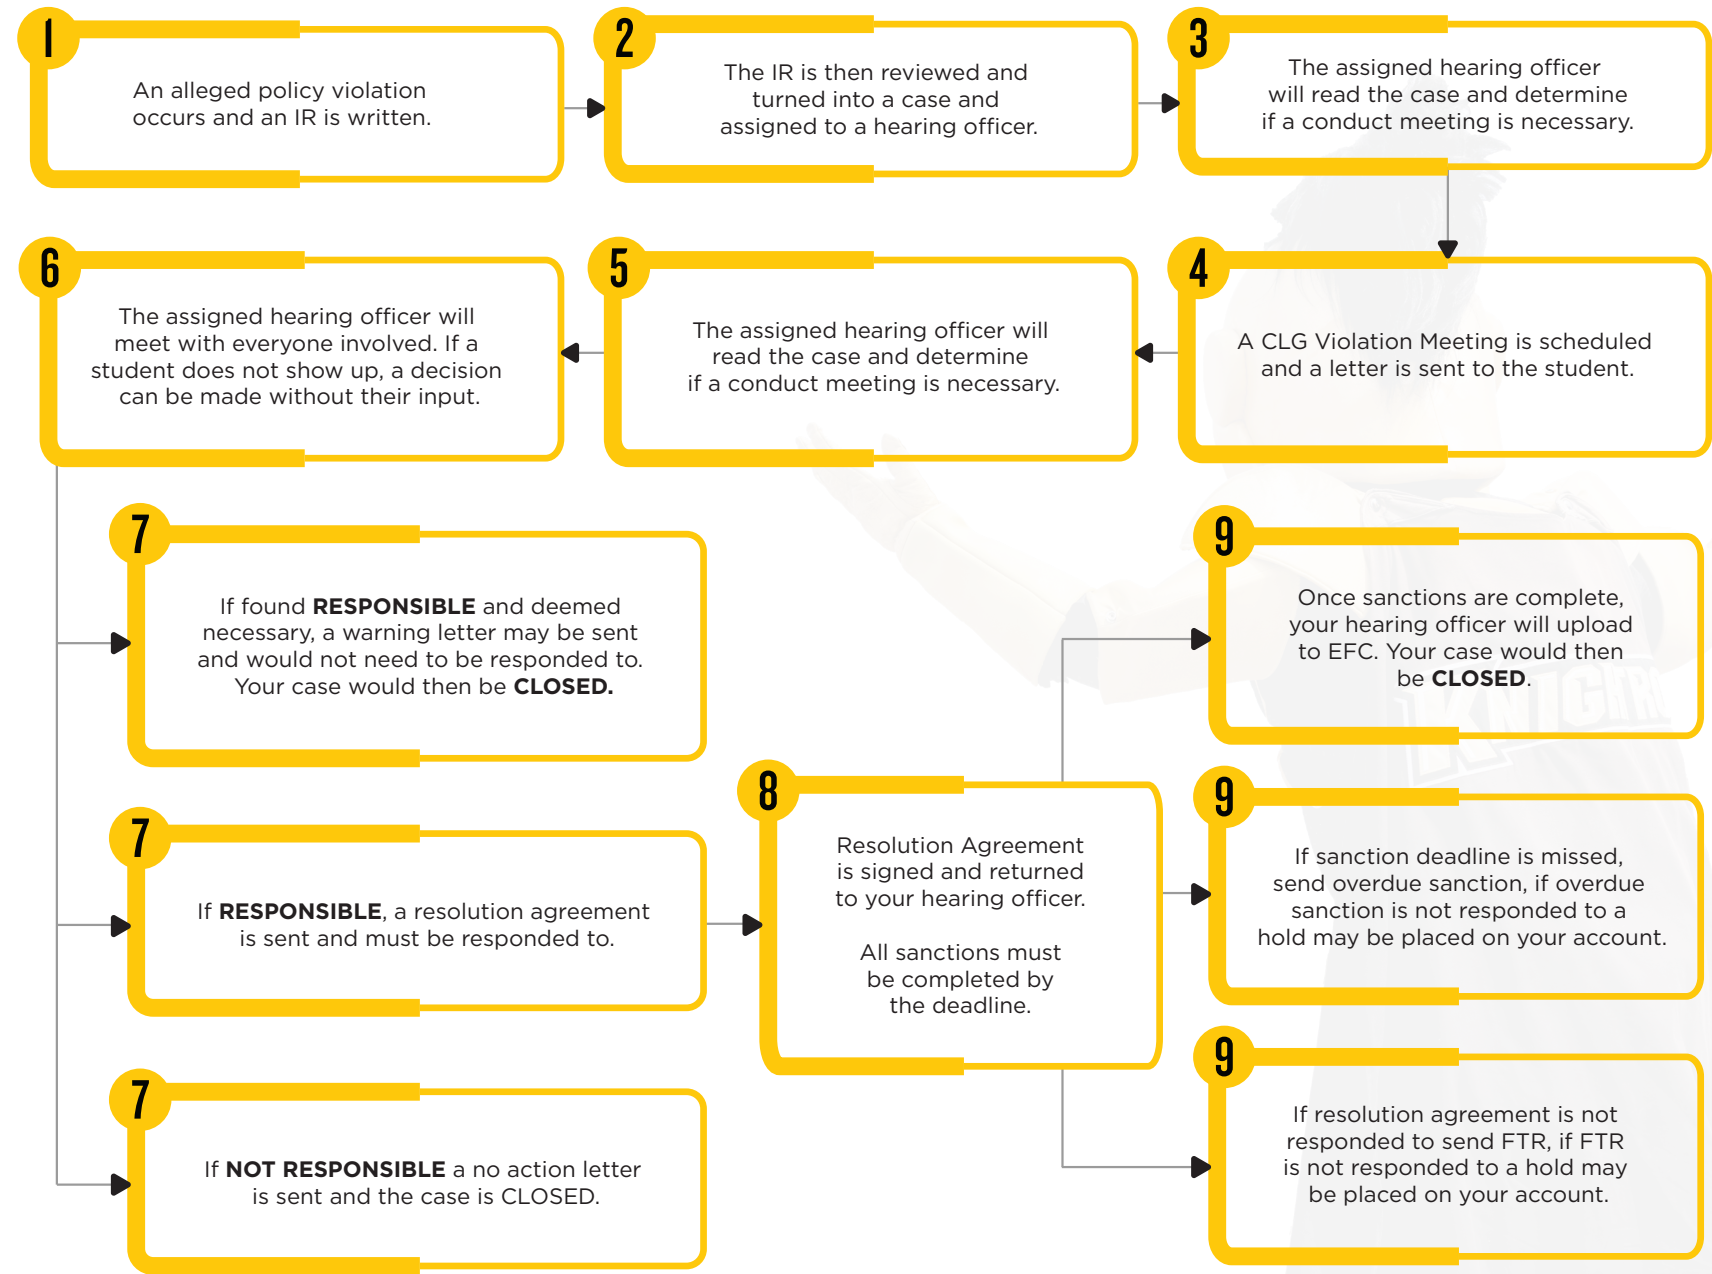 1
An alleged policy violation
occurs and an IR is written.
2
The IR is then reviewed and
turned into a case and
assigned to a hearing officer.
3
The assigned hearing officer
will read the case and determine
if a conduct meeting is necessary.
4
A CLG Violation Meeting is scheduled
and a letter is sent to the student.
5
The assigned hearing officer will
read the case and determine
if a conduct meeting is necessary.
6
The assigned hearing officer will
meet with everyone involved. If a
student does not show up, a decision
can be made without their input.
7
If found RESPONSIBLE and deemed
necessary, a warning letter may be sent
and would not need to be responded to.
Your case would then be CLOSED.
7
If RESPONSIBLE, a resolution agreement
is sent and must be responded to.
7
If NOT RESPONSIBLE a no action letter
is sent and the case is CLOSED.
8
Resolution Agreement
is signed and returned
to your hearing officer.
All sanctions must
be completed by
the deadline.
9
Once sanctions are complete,
your hearing officer will upload
to EFC. Your case would then
be CLOSED.
9
If sanction deadline is missed,
send overdue sanction, if overdue
sanction is not responded to a
hold may be placed on your account.
9
If resolution agreement is not
responded to send FTR, if FTR
is not responded to a hold may
be placed on your account.